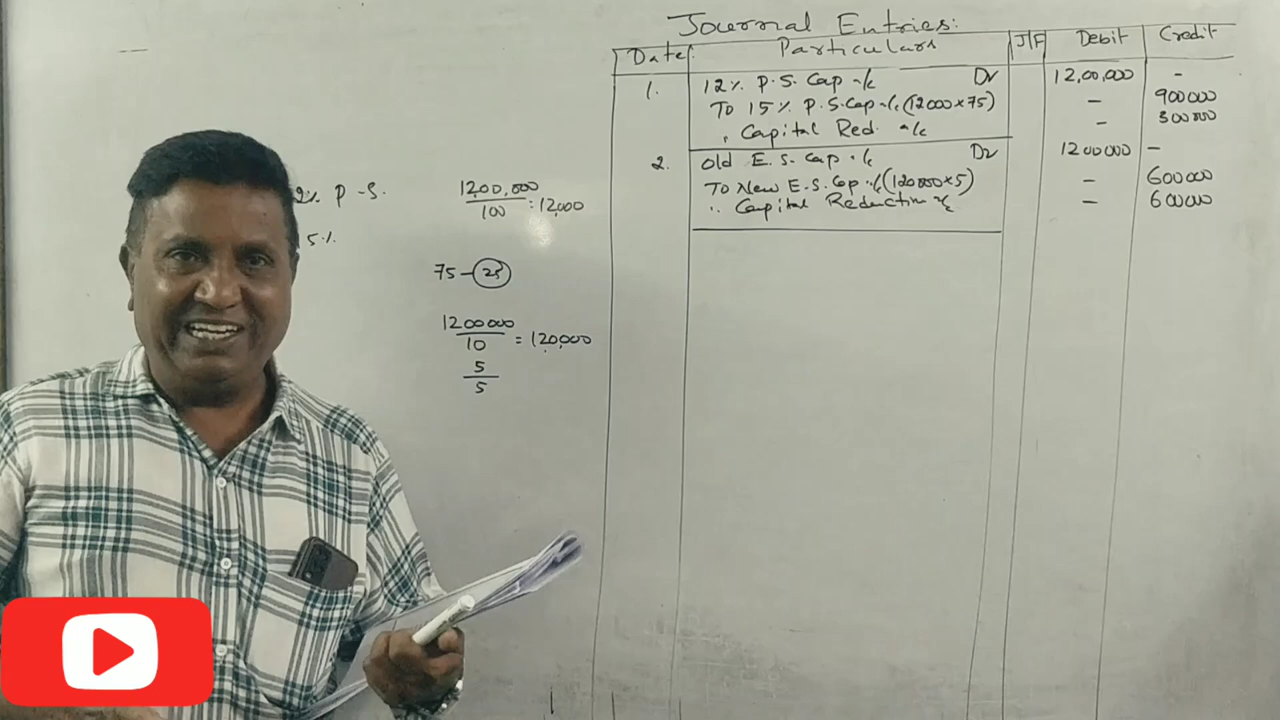 Journal Entries:
Date Particulars J/F Debit Credit
1. 12% P.S. Cap a/c Dr 12,00,000 -
To 15% P.S. Cap a/c (12000×75) - 900000
,, Capital Red. a/c - 300000
2. Old E.S. Cap a/c Dr 1200000 -
To New E.S. Cap a/c (120000×5) - 600000
,, Capital Reduction a/c - 600000
2% P.S.
5%
1200,000
100 = 12,000
75 - 25
1200000
10 = 120,000
5
5